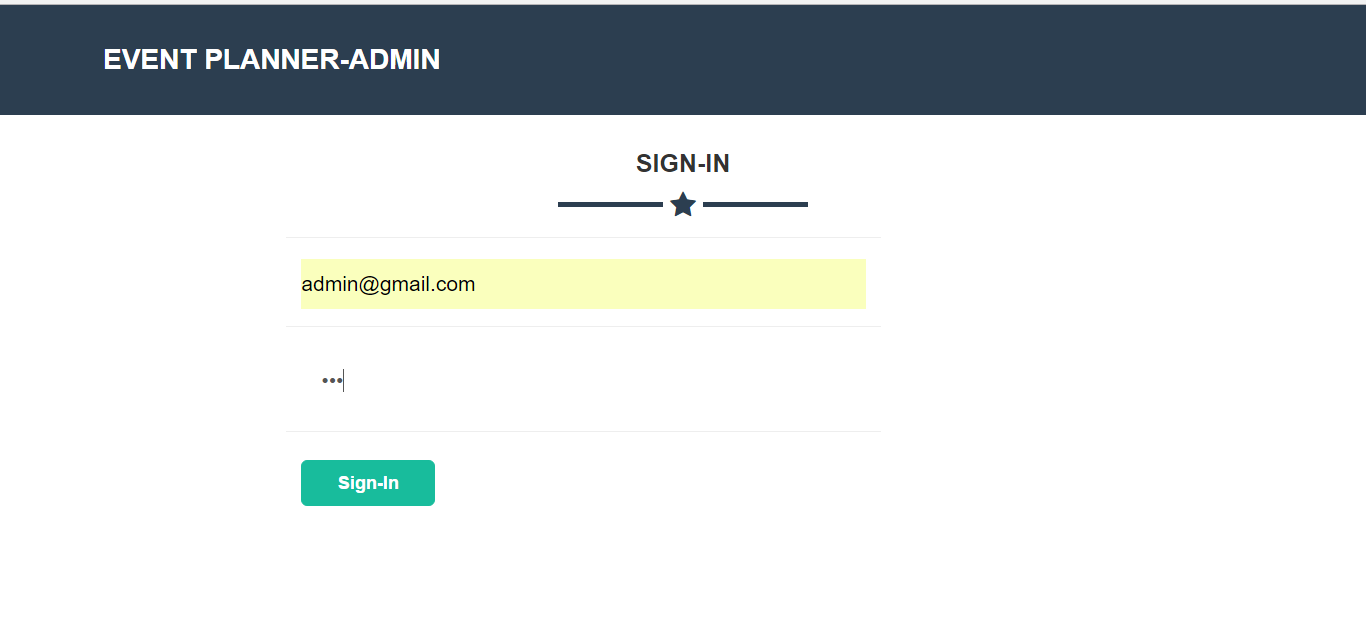 EVENT PLANNER-ADMIN
SIGN-IN
admin@gmail.com
•••
Sign-In